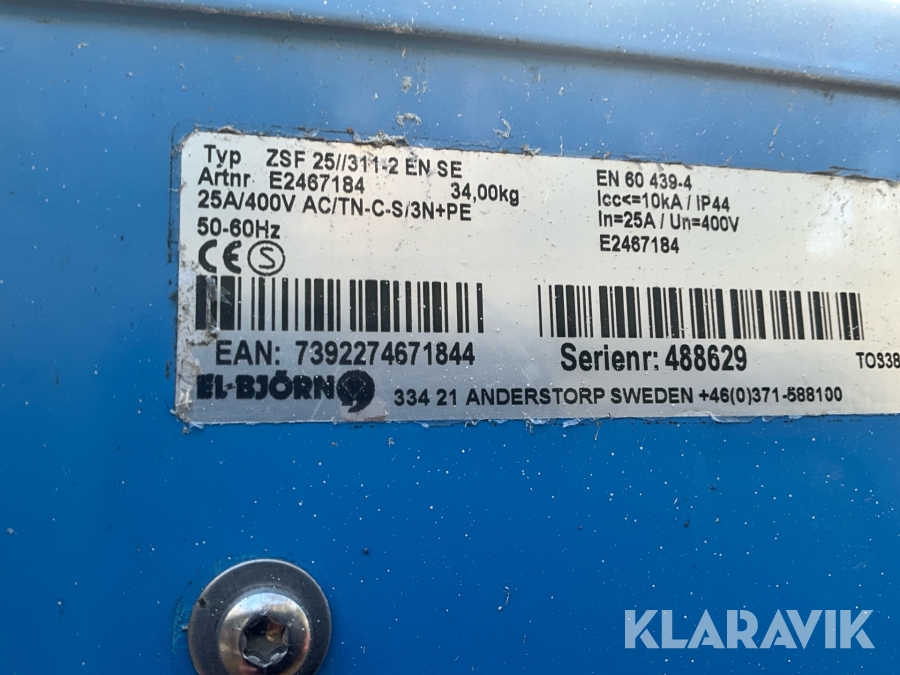 Typ ZSF 25//311-2 EN SE
Artnr E2467184 34,00kg
25A/400V AC/TN-C-S/3N+PE
50-60Hz
CE S
EN 60 439-4
Icc<=10kA / IP44
In=25A / Un=400V
E2467184
EAN: 7392274671844
Serienr: 488629
TOS38
EL-BJÖRN
334 21 ANDERSTORP SWEDEN +46(0)371-588100
KLARAVIK